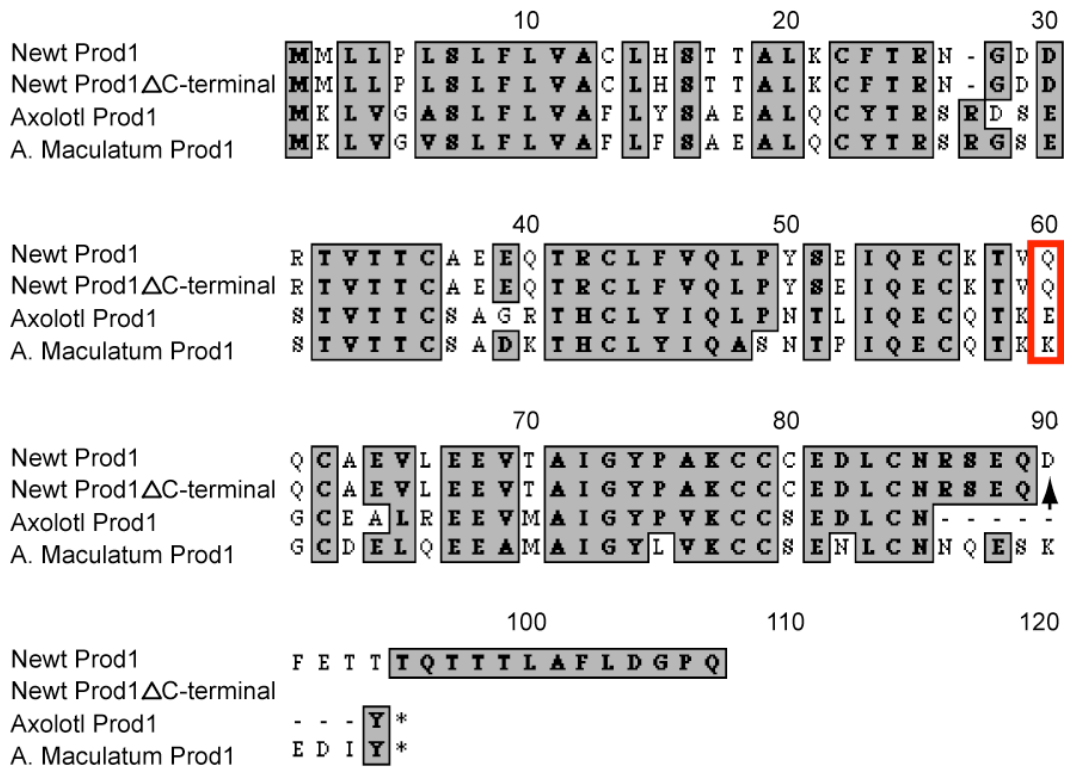 10 20 30
Newt Prod1 M M L L P L S L F L V A C L H S T T A L K C F T R N - G D D
Newt Prod1ΔC-terminal M M L L P L S L F L V A C L H S T T A L K C F T R N - G D D
Axolotl Prod1 M K L V G A S L F L V A F L Y S A E A L Q C Y T R S R D S E
A. Maculatum Prod1 M K L V G V S L F L V A F L F S A E A L Q C Y T R S R G S E
40 50 60
Newt Prod1 R T V T T C A E E Q T R C L F V Q L P Y S E I Q E C K T V Q
Newt Prod1ΔC-terminal R T V T T C A E E Q T R C L F V Q L P Y S E I Q E C K T V Q
Axolotl Prod1 S T V T T C S A G R T H C L Y I Q L P N T L I Q E C Q T K E
A. Maculatum Prod1 S T V T T C S A D K T H C L Y I Q A S N T P I Q E C Q T K K
70 80 90
Newt Prod1 Q C A E V L E E V T A I G Y P A K C C C E D L C N R S E Q D
Newt Prod1ΔC-terminal Q C A E V L E E V T A I G Y P A K C C C E D L C N R S E Q
Axolotl Prod1 G C E A L R E E V M A I G Y P V K C C S E D L C N - - - - -
A. Maculatum Prod1 G C D E L Q E E A M A I G Y L V K C C S E N L C N N Q E S K
100 110 120
Newt Prod1 F E T T T Q T T T L A F L D G P Q
Newt Prod1ΔC-terminal
Axolotl Prod1 - - - Y *
A. Maculatum Prod1 E D I Y *